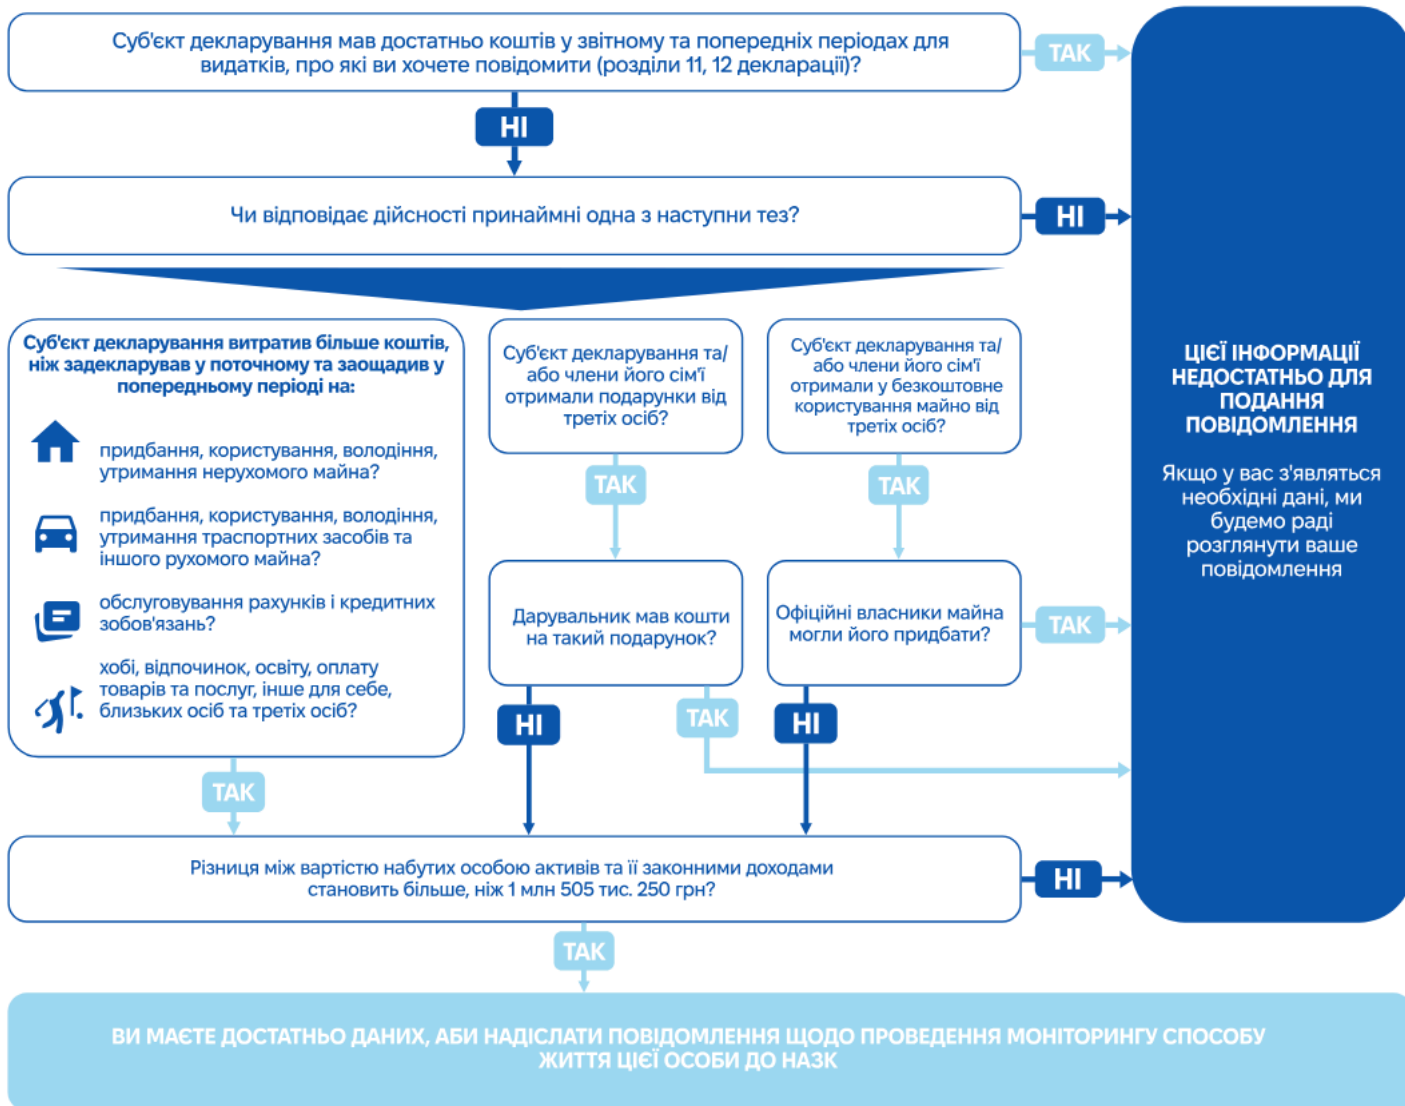 Суб'єкт декларування мав достатньо коштів у звітному та попередніх періодах для
видатків, про які ви хочете повідомити (розділи 11, 12 декларації)?
ТАК
НІ
Чи відповідає дійсності принаймні одна з наступни тез?
НІ
Суб'єкт декларування витратив більше коштів,
ніж задекларував у поточному та заощадив у
попередньому періоді на:
придбання, користування, володіння,
утримання нерухомого майна?
придбання, користування, володіння,
утримання траспортних засобів та
іншого рухомого майна?
обслуговування рахунків і кредитних
зобов'язань?
хобі, відпочинок, освіту, оплату
товарів та послуг, інше для себе,
близьких осіб та третіх осіб?
ТАК
Суб'єкт декларування та/
або члени його сім'ї
отримали подарунки від
третіх осіб?
ТАК
Дарувальник мав кошти
на такий подарунок?
НІ
ТАК
Суб'єкт декларування та/
або члени його сім'ї
отримали у безкоштовне
користування майно від
третіх осіб?
ТАК
Офіційні власники майна
могли його придбати?
ТАК
НІ
Різниця між вартістю набутих особою активів та її законними доходами
становить більше, ніж 1 млн 505 тис. 250 грн?
НІ
ТАК
ЦІЄЇ ІНФОРМАЦІЇ
НЕДОСТАТНЬО ДЛЯ
ПОДАННЯ
ПОВІДОМЛЕННЯ
Якщо у вас з'являться
необхідні дані, ми
будемо раді
розглянути ваше
повідомлення
ВИ МАЄТЕ ДОСТАТНЬО ДАНИХ, АБИ НАДІСЛАТИ ПОВІДОМЛЕННЯ ЩОДО ПРОВЕДЕННЯ МОНІТОРИНГУ СПОСОБУ
ЖИТТЯ ЦІЄЇ ОСОБИ ДО НАЗК